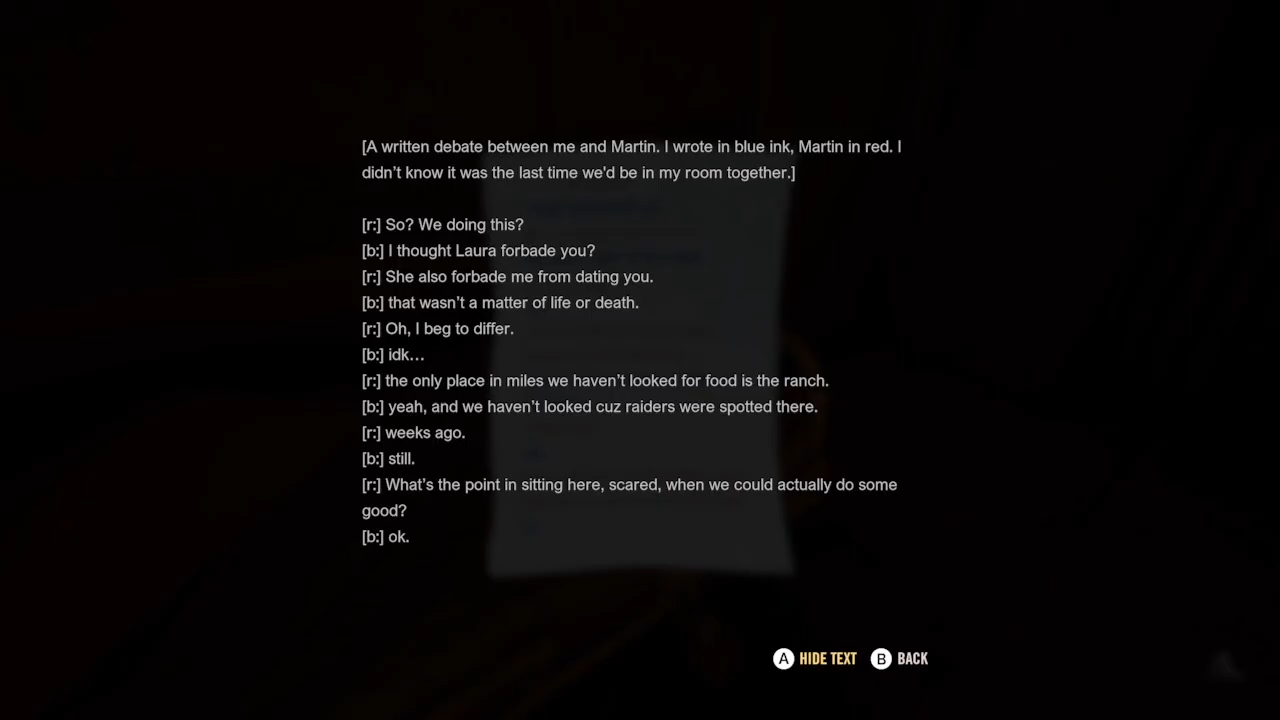 [A written debate between me and Martin. I wrote in blue ink, Martin in red. I
didn't know it was the last time we'd be in my room together.]
[r:] So? We doing this?
[b:] I thought Laura forbade you?
[r:] She also forbade me from dating you.
[b:] that wasn't a matter of life or death.
[r:] Oh, I beg to differ.
[b:] idk...
[r:] the only place in miles we haven't looked for food is the ranch.
[b:] yeah, and we haven't looked cuz raiders were spotted there.
[r:] weeks ago.
[b:] still.
[r:] What's the point in sitting here, scared, when we could actually do some
good?
[b:] ok.
A HIDE TEXT B BACK